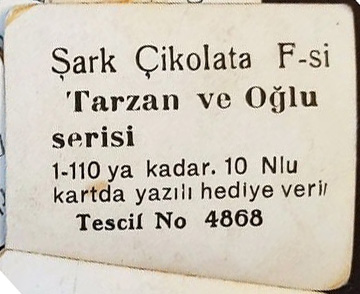 Şark Çikolata F-si
Tarzan ve Oğlu
serisi
1-110 ya kadar. 10 Nlu
kartda yazılı hediye verir
Tescil No 4868